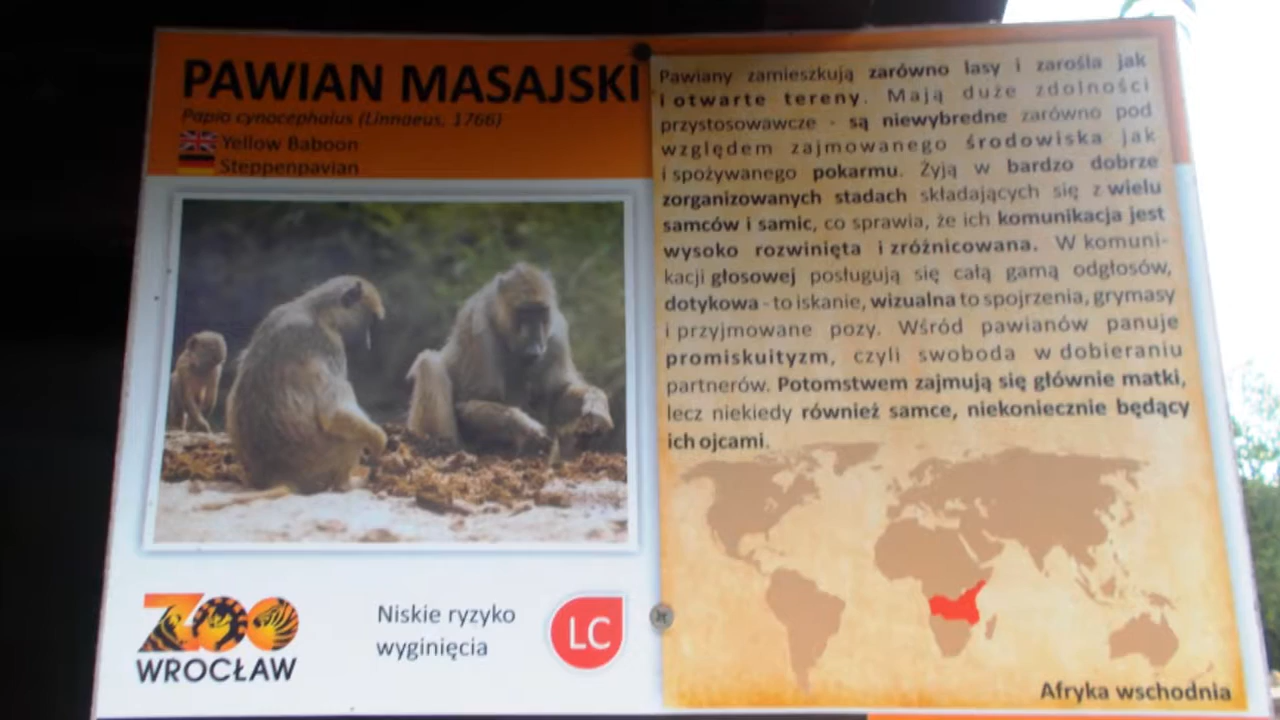 PAWIAN MASAJSKI
Papio cynocephalus (Linnaeus, 1766)
Yellow Baboon
Steppenpavian
Pawiany zamieszkują zarówno lasy i zarośla jak
i otwarte tereny. Mają duże zdolności
przystosowawcze - są niewybredne zarówno pod
względem zajmowanego środowiska jak
i spożywanego pokarmu. Żyją w bardzo dobrze
zorganizowanych stadach składających się z wielu
samców i samic, co sprawia, że ich komunikacja jest
wysoko rozwinięta i zróżnicowana. W komuni-
kacji głosowej posługują się całą gamą odgłosów,
dotykowa - to iskanie, wizualna to spojrzenia, grymasy
i przyjmowane pozy. Wśród pawianów panuje
promiskuityzm, czyli swoboda w dobieraniu
partnerów. Potomstwem zajmują się głównie matki,
lecz niekiedy również samce, niekoniecznie będący
ich ojcami.
ZOO
WROCŁAW
Niskie ryzyko
wyginięcia
LC
Afryka wschodnia